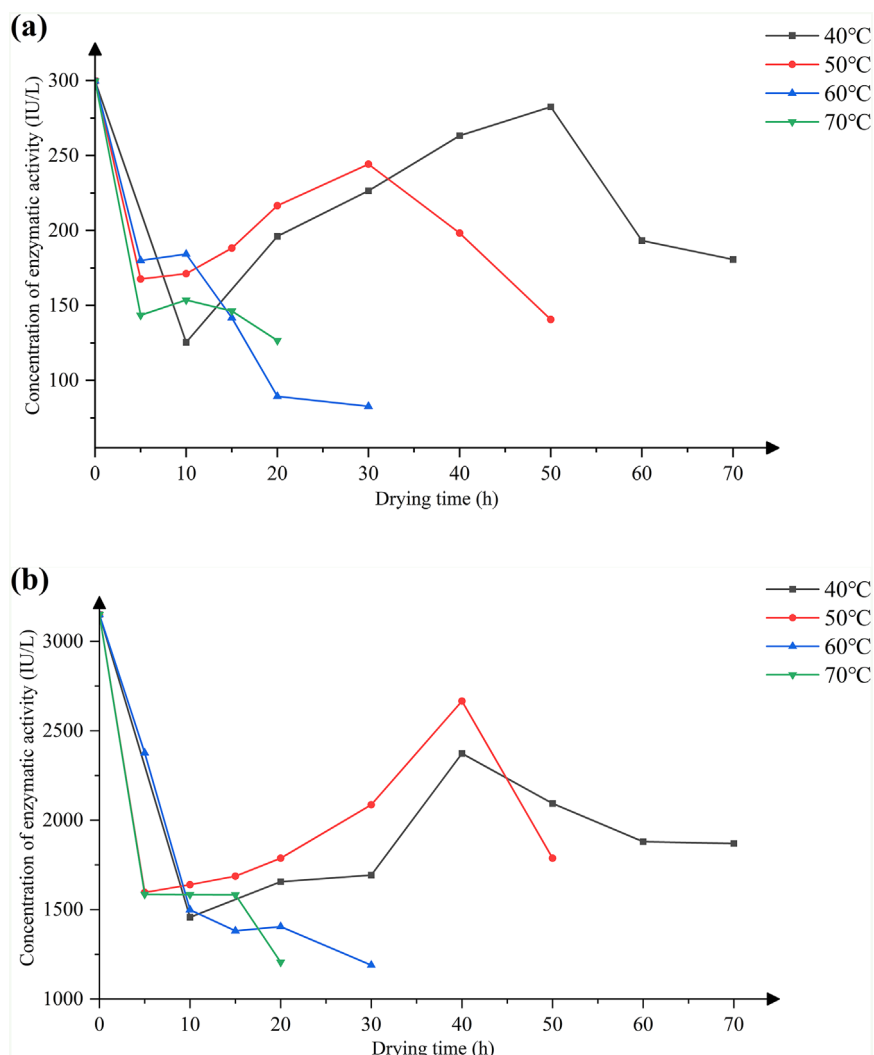 (a)
40℃
50℃
60℃
70℃
Concentration of enzymatic activity (IU/L)
300
250
200
150
100
0 10 20 30 40 50 60 70
Drying time (h)
(b)
40℃
50℃
60℃
70℃
Concentration of enzymatic activity (IU/L)
3000
2500
2000
1500
1000
0 10 20 30 40 50 60 70
Drying time (h)